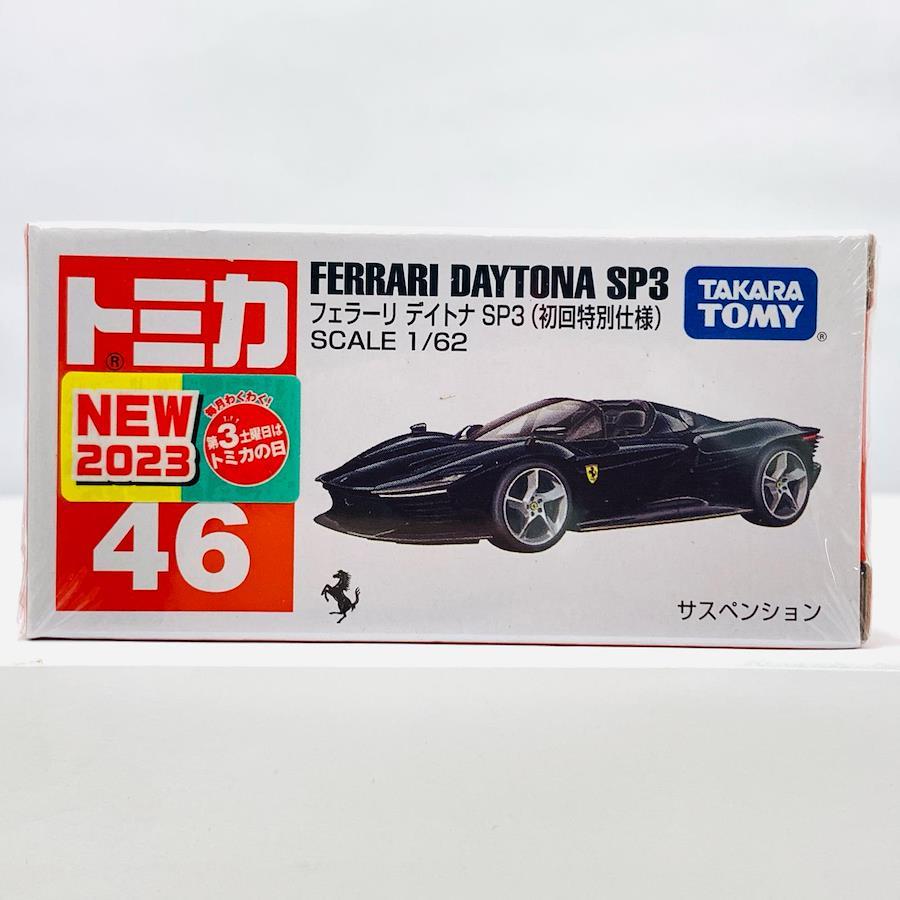 トミカ
®
NEW
2023
毎月わくわく!
第3土曜日は
トミカの日
46
FERRARI DAYTONA SP3
フェラーリ デイトナ SP3(初回特別仕様)
SCALE 1/62
TAKARA
TOMY
®
サスペンション